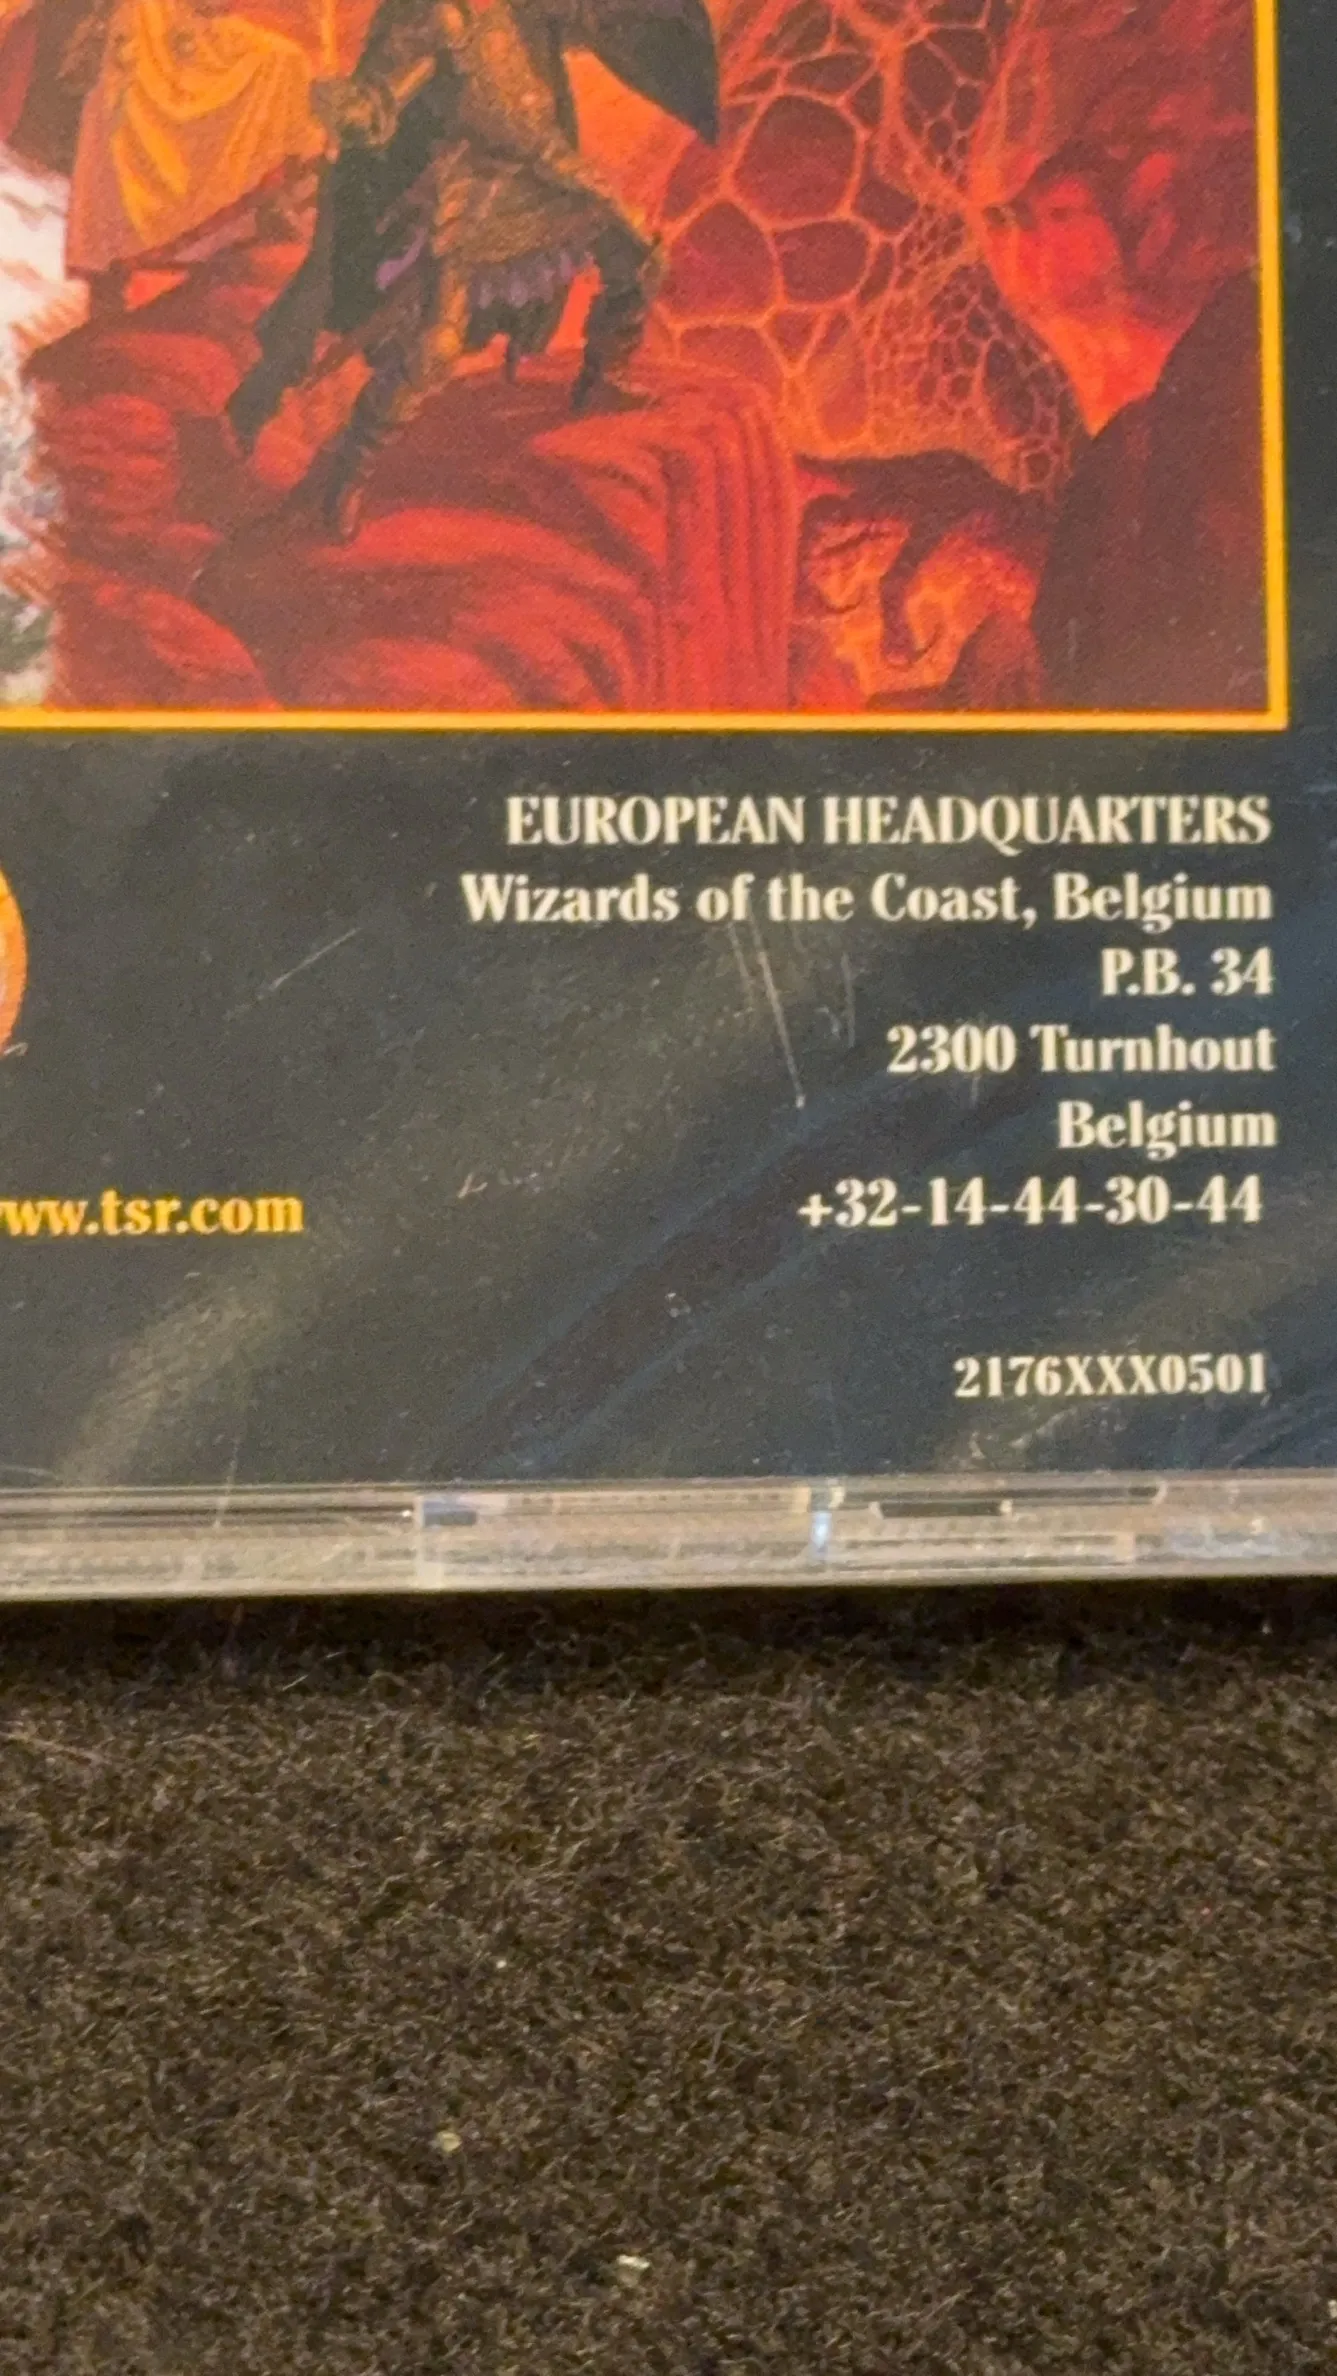 EUROPEAN HEADQUARTERS
Wizards of the Coast, Belgium
P.B. 34
2300 Turnhout
Belgium
+32-14-44-30-44
ww.tsr.com
2176XXX0501